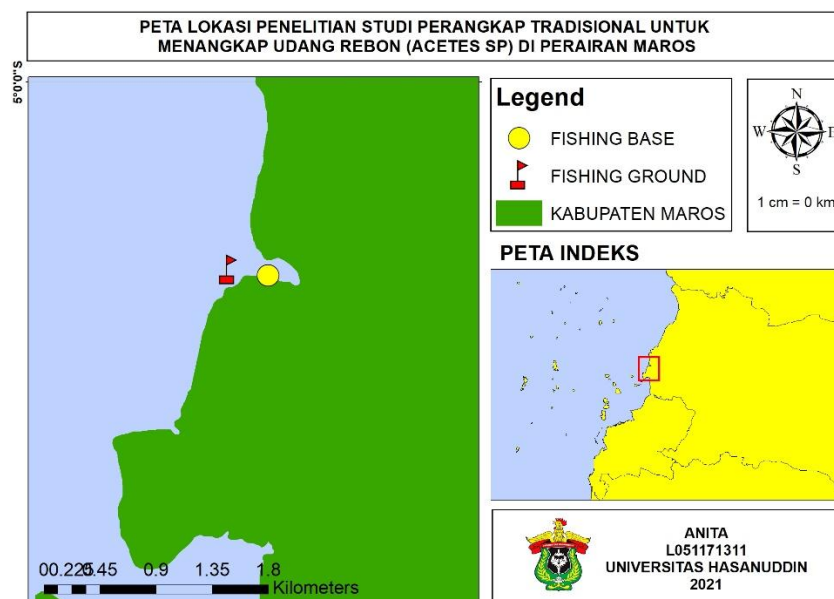 PETA LOKASI PENELITIAN STUDI PERANGKAP TRADISIONAL UNTUK
MENANGKAP UDANG REBON (ACETES SP) DI PERAIRAN MAROS
5°0'0"S
Legend
FISHING BASE
FISHING GROUND
KABUPATEN MAROS
N
W E
S
1 cm = 0 km
PETA INDEKS
00.2250.45 0.9 1.35 1.8
Kilometers
ANITA
L051171311
UNIVERSITAS HASANUDDIN
2021